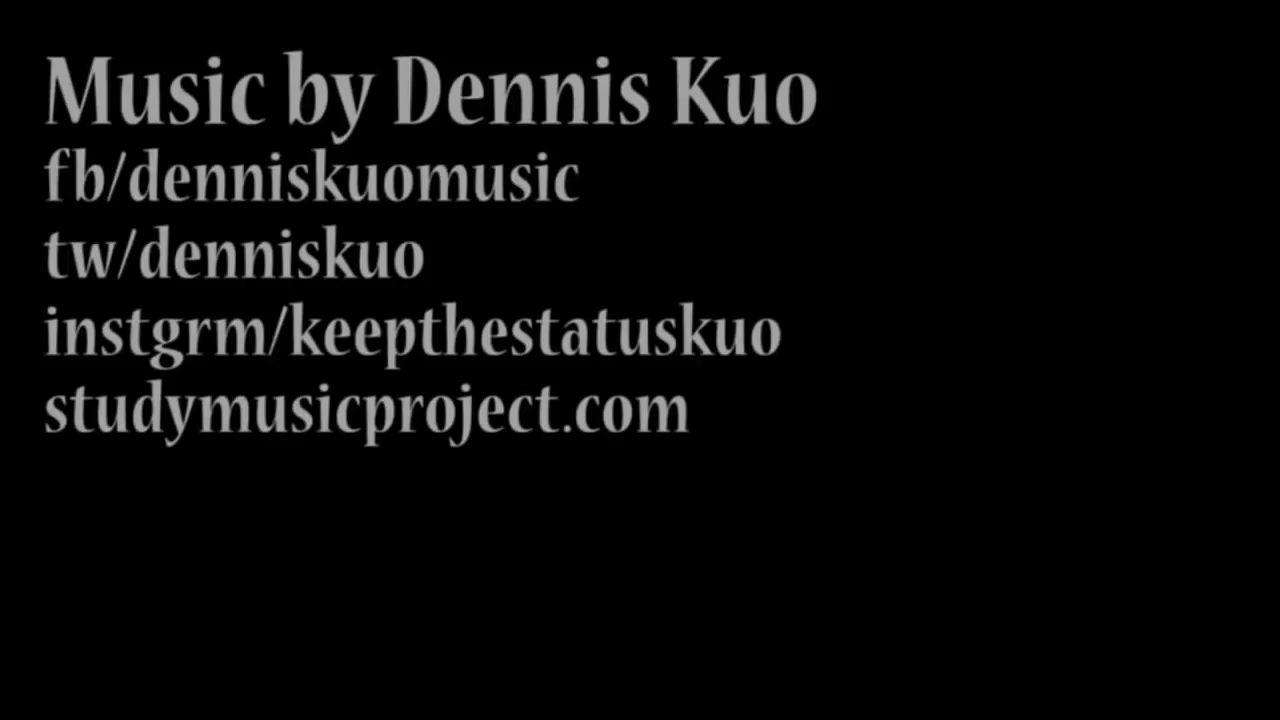 Music by Dennis Kuo
fb/denniskuomusic
tw/denniskuo
instgrm/keepthestatuskuo
studymusicproject.com